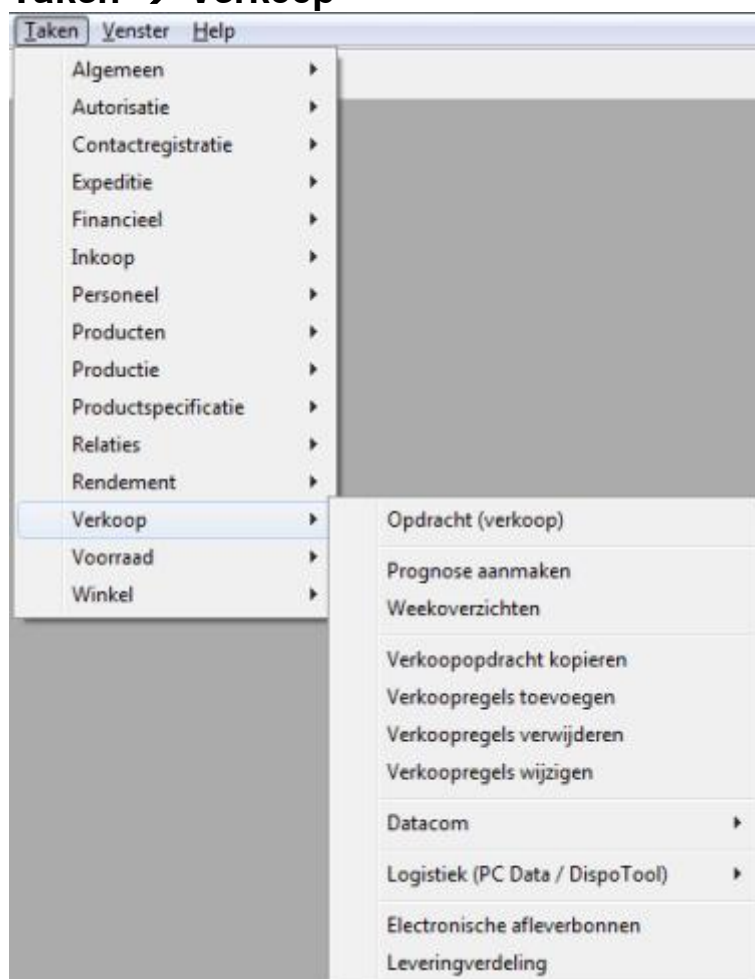 Taken → Verkoop
Taken Venster Help
Algemeen
Autorisatie
Contactregistratie
Expeditie
Financieel
Inkoop
Personeel
Producten
Productie
Productspecificatie
Relaties
Rendement
Verkoop
Voorraad
Winkel
Opdracht (verkoop)
Prognose aanmaken
Weekoverzichten
Verkoopopdracht kopieren
Verkoopregels toevoegen
Verkoopregels verwijderen
Verkoopregels wijzigen
Datacom
Logistiek (PC Data / DispoTool)
Electronische afleverbonnen
Leveringverdeling